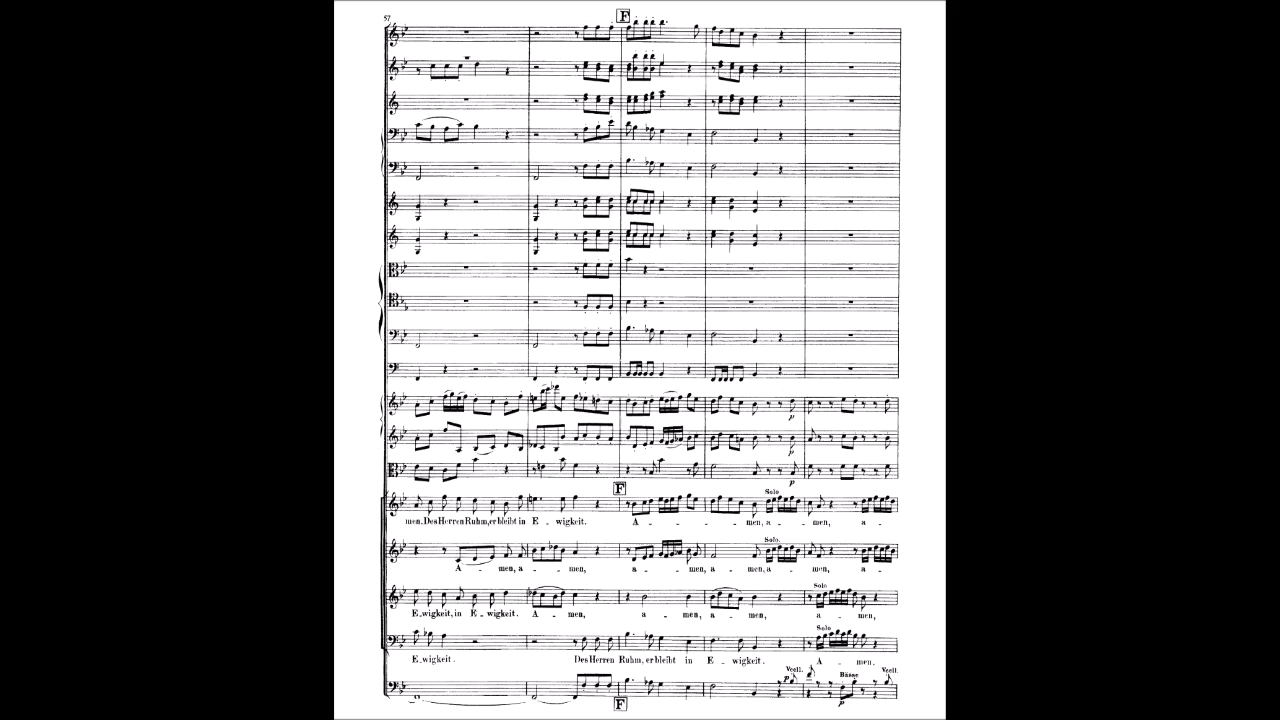 57
F
p
p
p
F
Solo
men. Des Herren Ruhm, er bleibt in E - wigkeit. A - - - men, a - men, a -
Solo.
A - men, a - men, a - men, a - men, a - men, a -
Solo
E - wigkeit, in E - wigkeit. A - men, a - men, a - men, a - men,
Solo
E - wigkeit. Des Herren Ruhm, er bleibt in E - wigkeit. A - men.
Vcell. Bässe Vcell.
p p
F